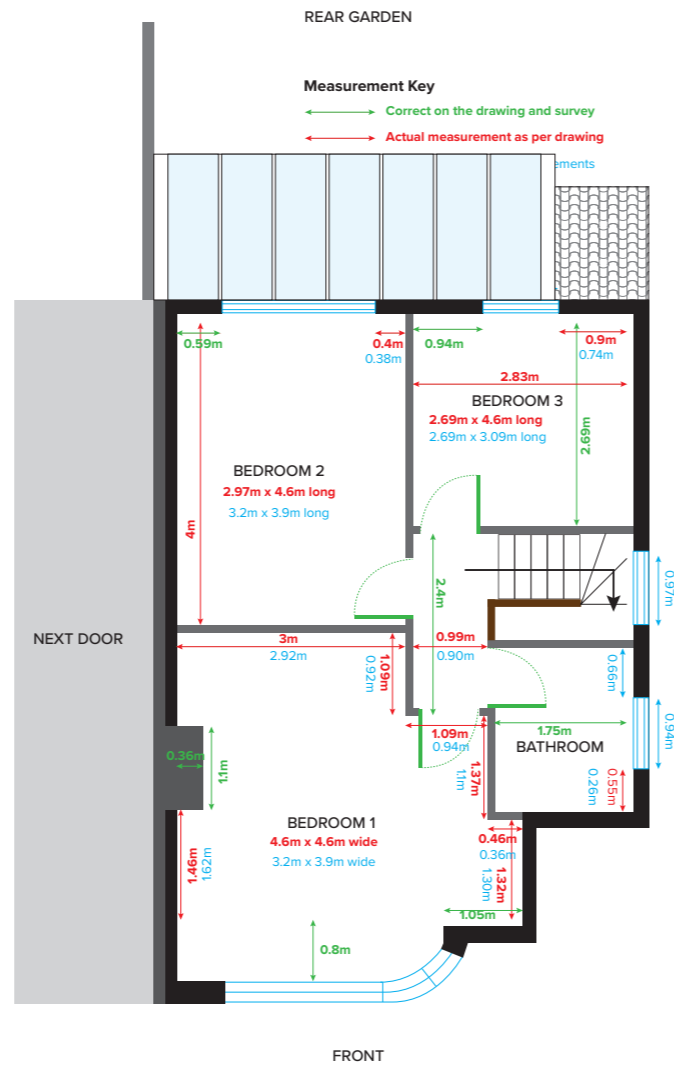 REAR GARDEN
Measurement Key
Correct on the drawing and survey
Actual measurement as per drawing
ements
0.59m
0.4m
0.38m
0.94m
0.9m
0.74m
2.83m
BEDROOM 3
2.69m x 4.6m long
2.69m x 3.09m long
2.69m
BEDROOM 2
2.97m x 4.6m long
3.2m x 3.9m long
4m
2.4m
0.97m
NEXT DOOR
3m
2.92m
1.09m
0.92m
0.99m
0.90m
0.66m
0.94m
1.09m
0.94m
1.75m
BATHROOM
0.36m
1.1m
1.37m
1.1m
0.55m
0.26m
BEDROOM 1
4.6m x 4.6m wide
3.2m x 3.9m wide
1.46m
1.62m
0.46m
0.36m
1.32m
1.30m
1.05m
0.8m
FRONT